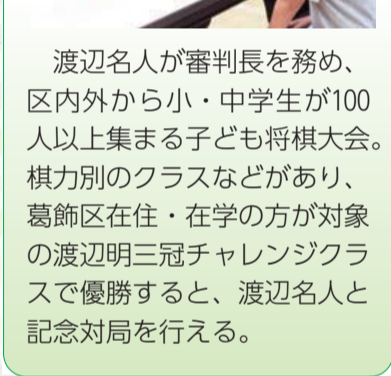 渡辺名人が審判長を務め、
区内外から小・中学生が100
人以上集まる子ども将棋大会。
棋力別のクラスなどがあり、
葛飾区在住・在学の方が対象
の渡辺明三冠チャレンジクラ
スで優勝すると、渡辺名人と
記念対局を行える。